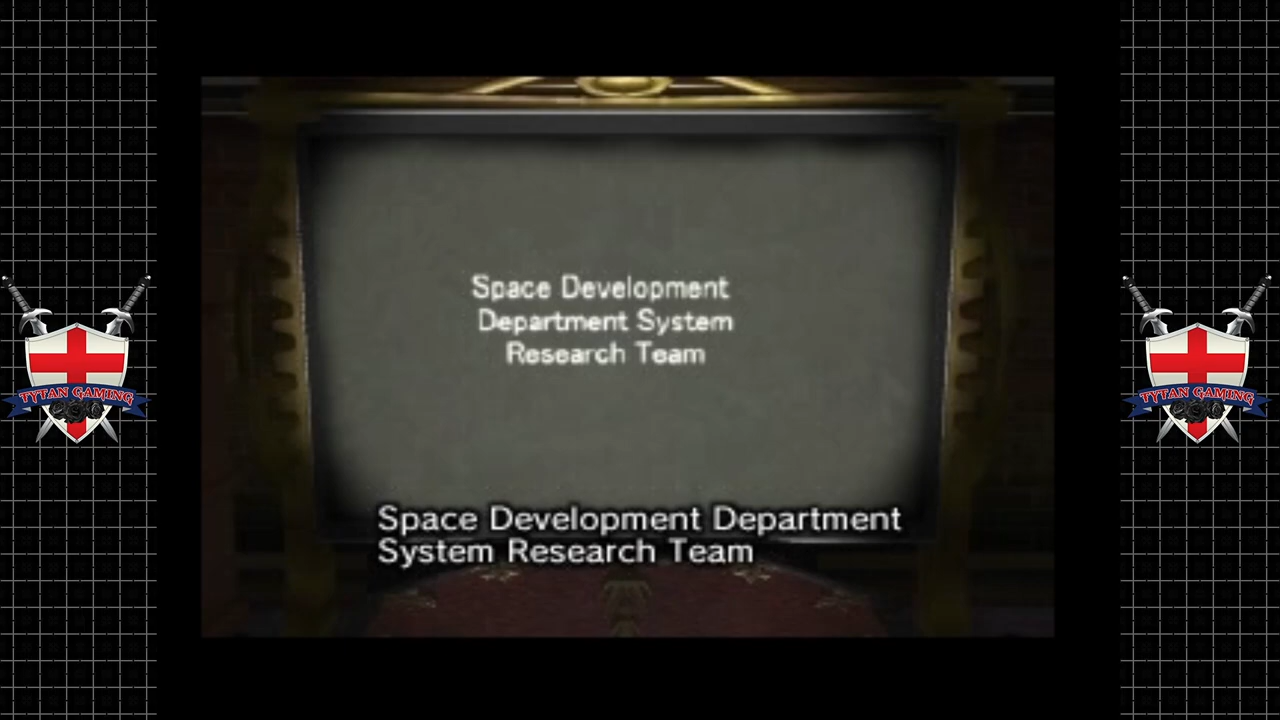 Space Development
Department System
Research Team
Space Development Department
System Research Team
TYTAN GAMING
TYTAN GAMING